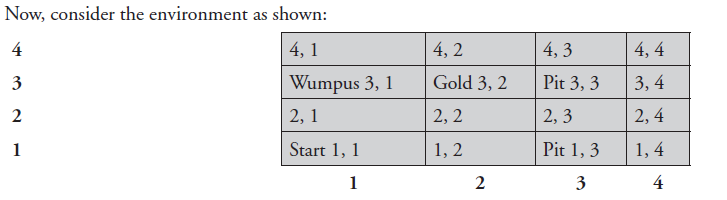 Now, consider the environment as shown:
4 4, 1 4, 2 4, 3 4, 4
3 Wumpus 3, 1 Gold 3, 2 Pit 3, 3 3, 4
2 2, 1 2, 2 2, 3 2, 4
1 Start 1, 1 1, 2 Pit 1, 3 1, 4
1 2 3 4